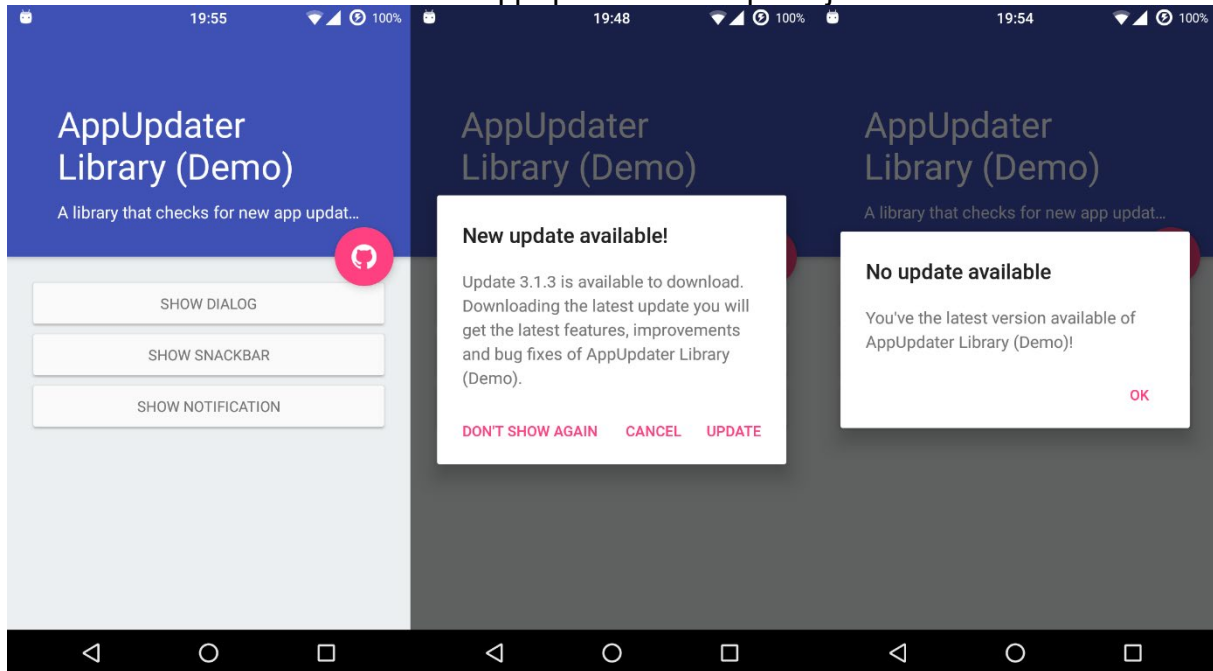 19:55
100%
AppUpdater
Library (Demo)
A library that checks for new app updat...
SHOW DIALOG
SHOW SNACKBAR
SHOW NOTIFICATION
19:48
100%
AppUpdater
Library (Demo)
New update available!
Update 3.1.3 is available to download.
Downloading the latest update you will
get the latest features, improvements
and bug fixes of AppUpdater Library
(Demo).
DON'T SHOW AGAIN CANCEL UPDATE
19:54
100%
AppUpdater
Library (Demo)
A library that checks for new app updat...
No update available
You've the latest version available of
AppUpdater Library (Demo)!
OK